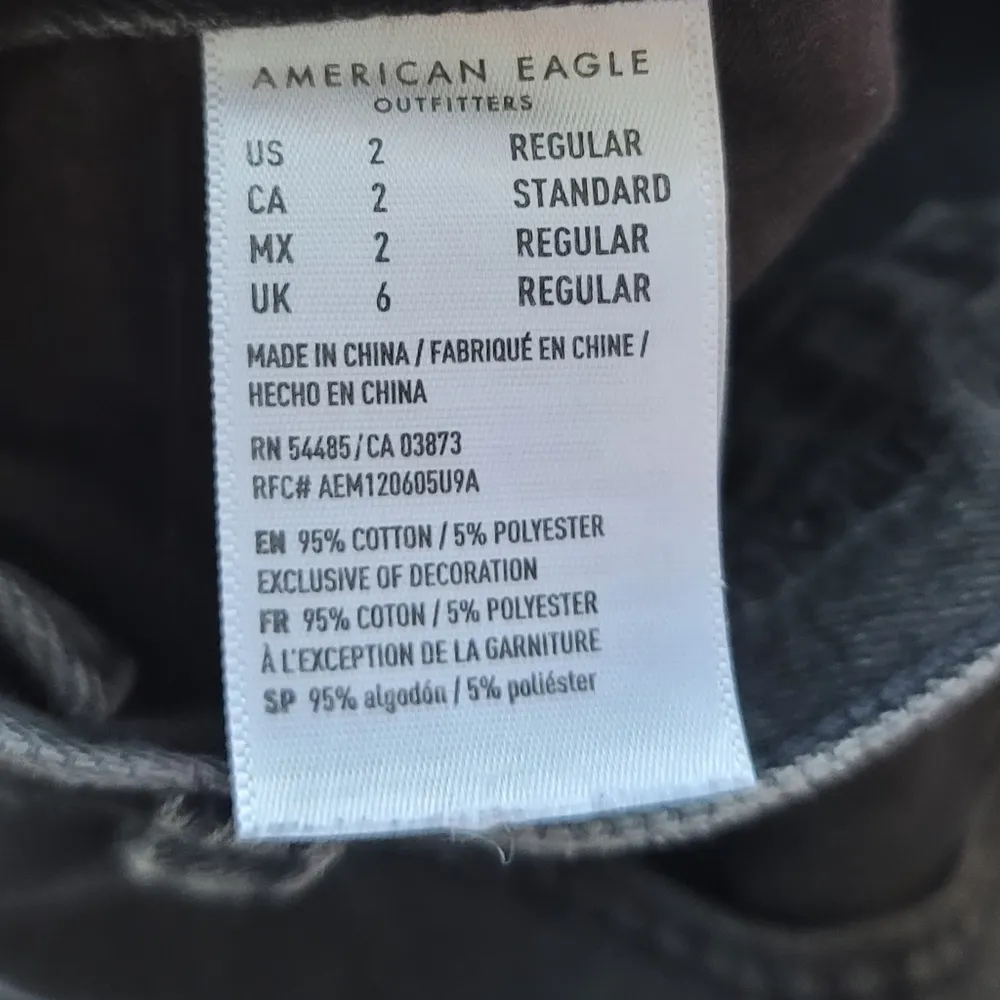 AMERICAN EAGLE
OUTFITTERS
US 2 REGULAR
CA 2 STANDARD
MX 2 REGULAR
UK 6 REGULAR
MADE IN CHINA / FABRIQUÉ EN CHINE /
HECHO EN CHINA
RN 54485/CA 03873
RFC# AEM120605U9A
EN 95% COTTON / 5% POLYESTER
EXCLUSIVE OF DECORATION
FR 95% COTON / 5% POLYESTER
À L'EXCEPTION DE LA GARNITURE
SP 95% algodón / 5% poliéster